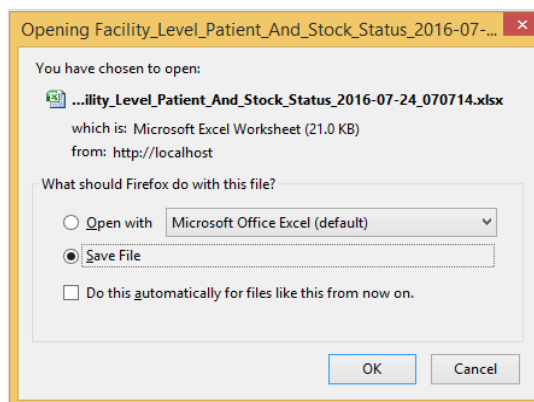 Opening Facility_Level_Patient_And_Stock_Status_2016-07-...
You have chosen to open:
...ility_Level_Patient_And_Stock_Status_2016-07-24_070714.xlsx
which is: Microsoft Excel Worksheet (21.0 KB)
from: http://localhost
What should Firefox do with this file?
Open with Microsoft Office Excel (default)
Save File
Do this automatically for files like this from now on.
OK Cancel